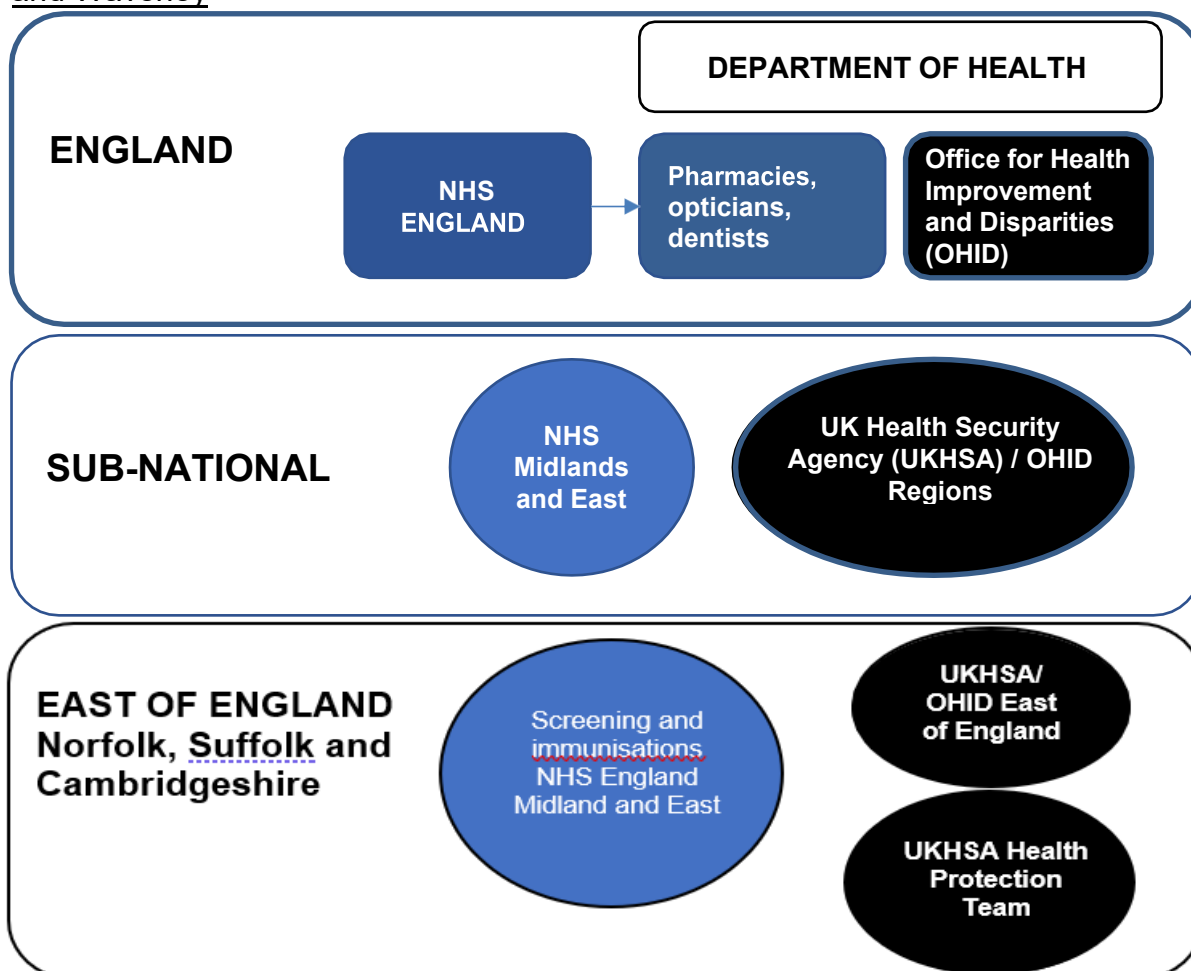 and Waveney
DEPARTMENT OF HEALTH
ENGLAND
NHS
ENGLAND
Pharmacies,
opticians,
dentists
Office for Health
Improvement
and Disparities
(OHID)
SUB-NATIONAL
NHS
Midlands
and East
UK Health Security
Agency (UKHSA) / OHID
Regions
EAST OF ENGLAND
Norfolk, Suffolk and
Cambridgeshire
Screening and
immunisations
NHS England
Midland and East
UKHSA/
OHID East
of England
UKHSA Health
Protection
Team